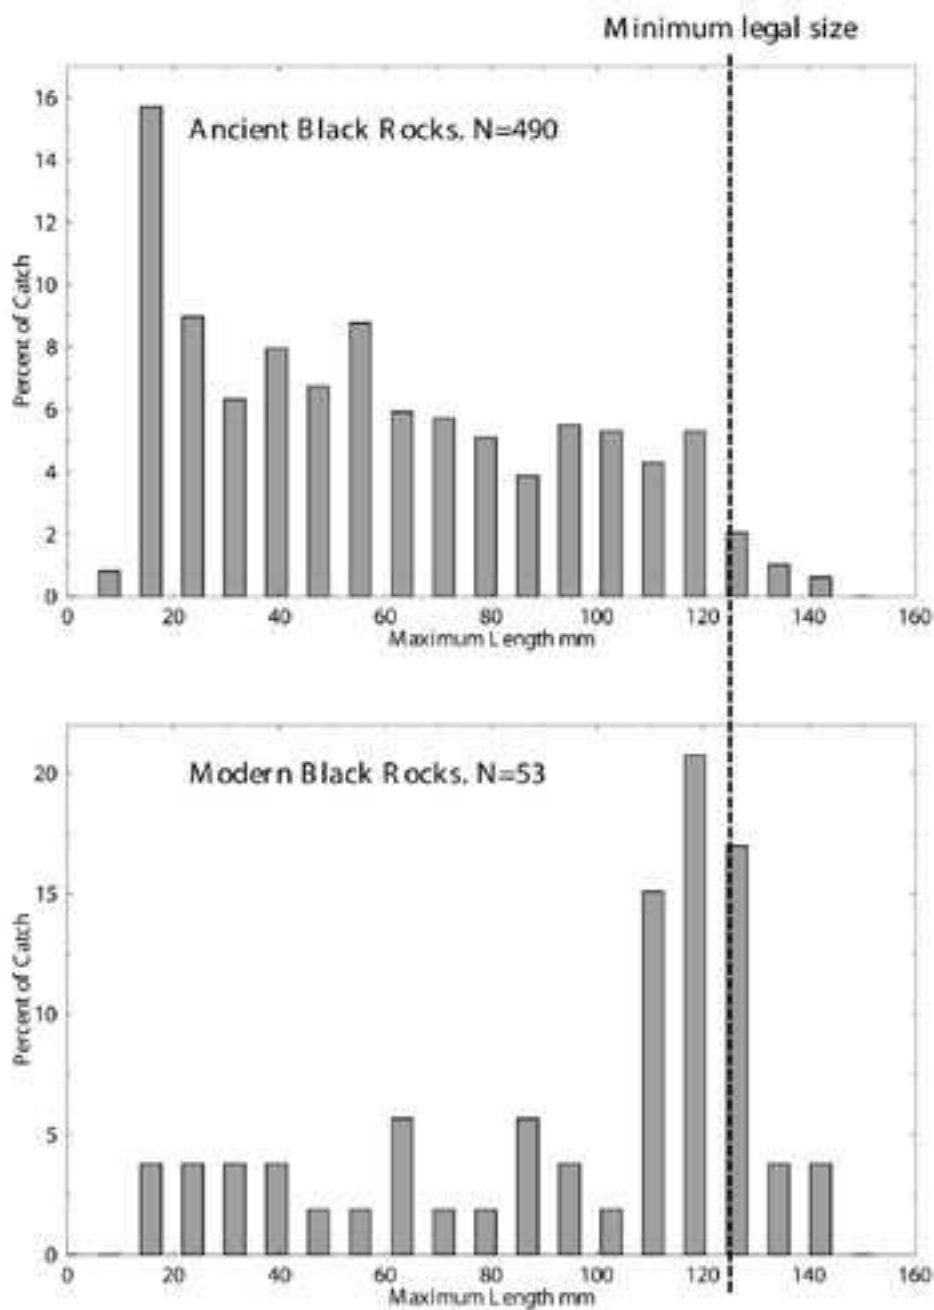 Minimum legal size
16
14
12
10
8
6
4
2
0
Percent of Catch
Ancient Black Rocks. N=490
0 20 40 60 80 100 120 140 160
Maximum Length mm
20
15
10
5
0
Percent of Catch
Modern Black Rocks. N=53
0 20 40 60 80 100 120 140 160
Maximum Length mm